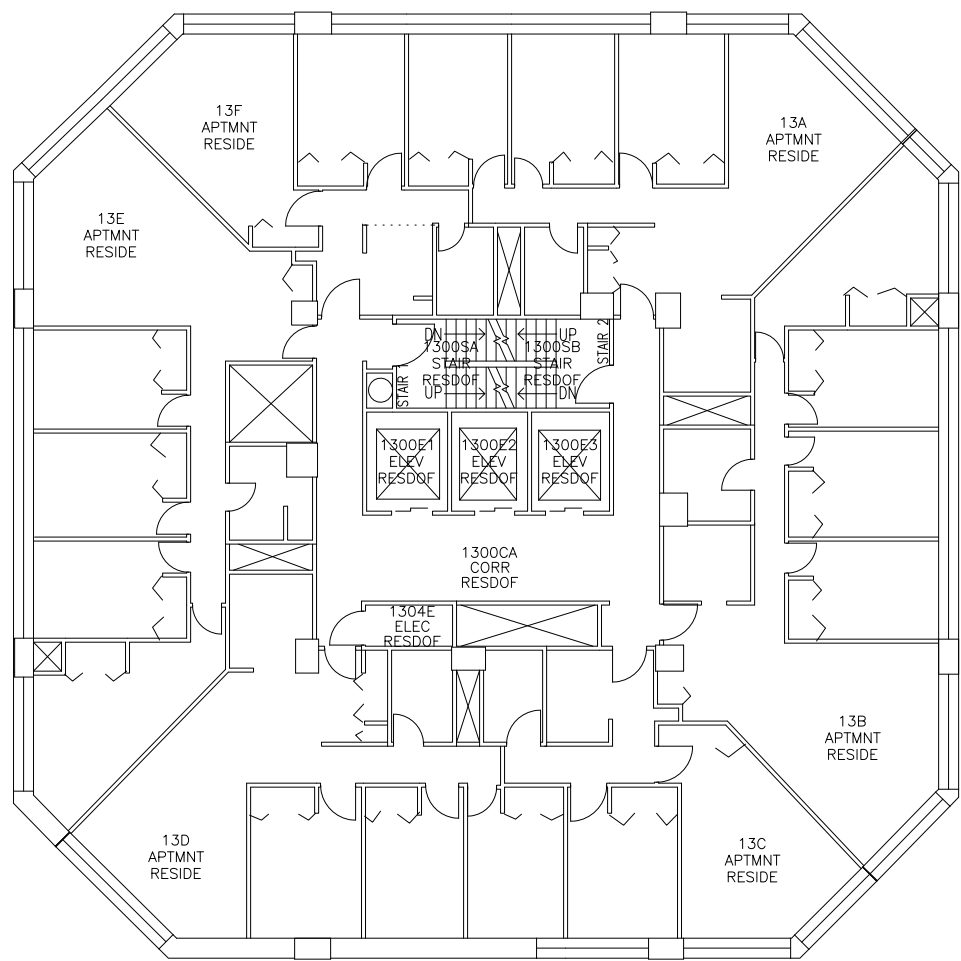 13F
APTMNT
RESIDE
13A
APTMNT
RESIDE
13E
APTMNT
RESIDE
DN
UP
1300SA
STAIR
RESDOF
1300SB
STAIR
RESDOF
STAIR 2
STAIR
UP
DN
1300E1
ELEV
RESDOF
1300E2
ELEV
RESDOF
1300E3
ELEV
RESDOF
1300CA
CORR
RESDOF
1304E
ELEC
RESDOF
13B
APTMNT
RESIDE
13D
APTMNT
RESIDE
13C
APTMNT
RESIDE